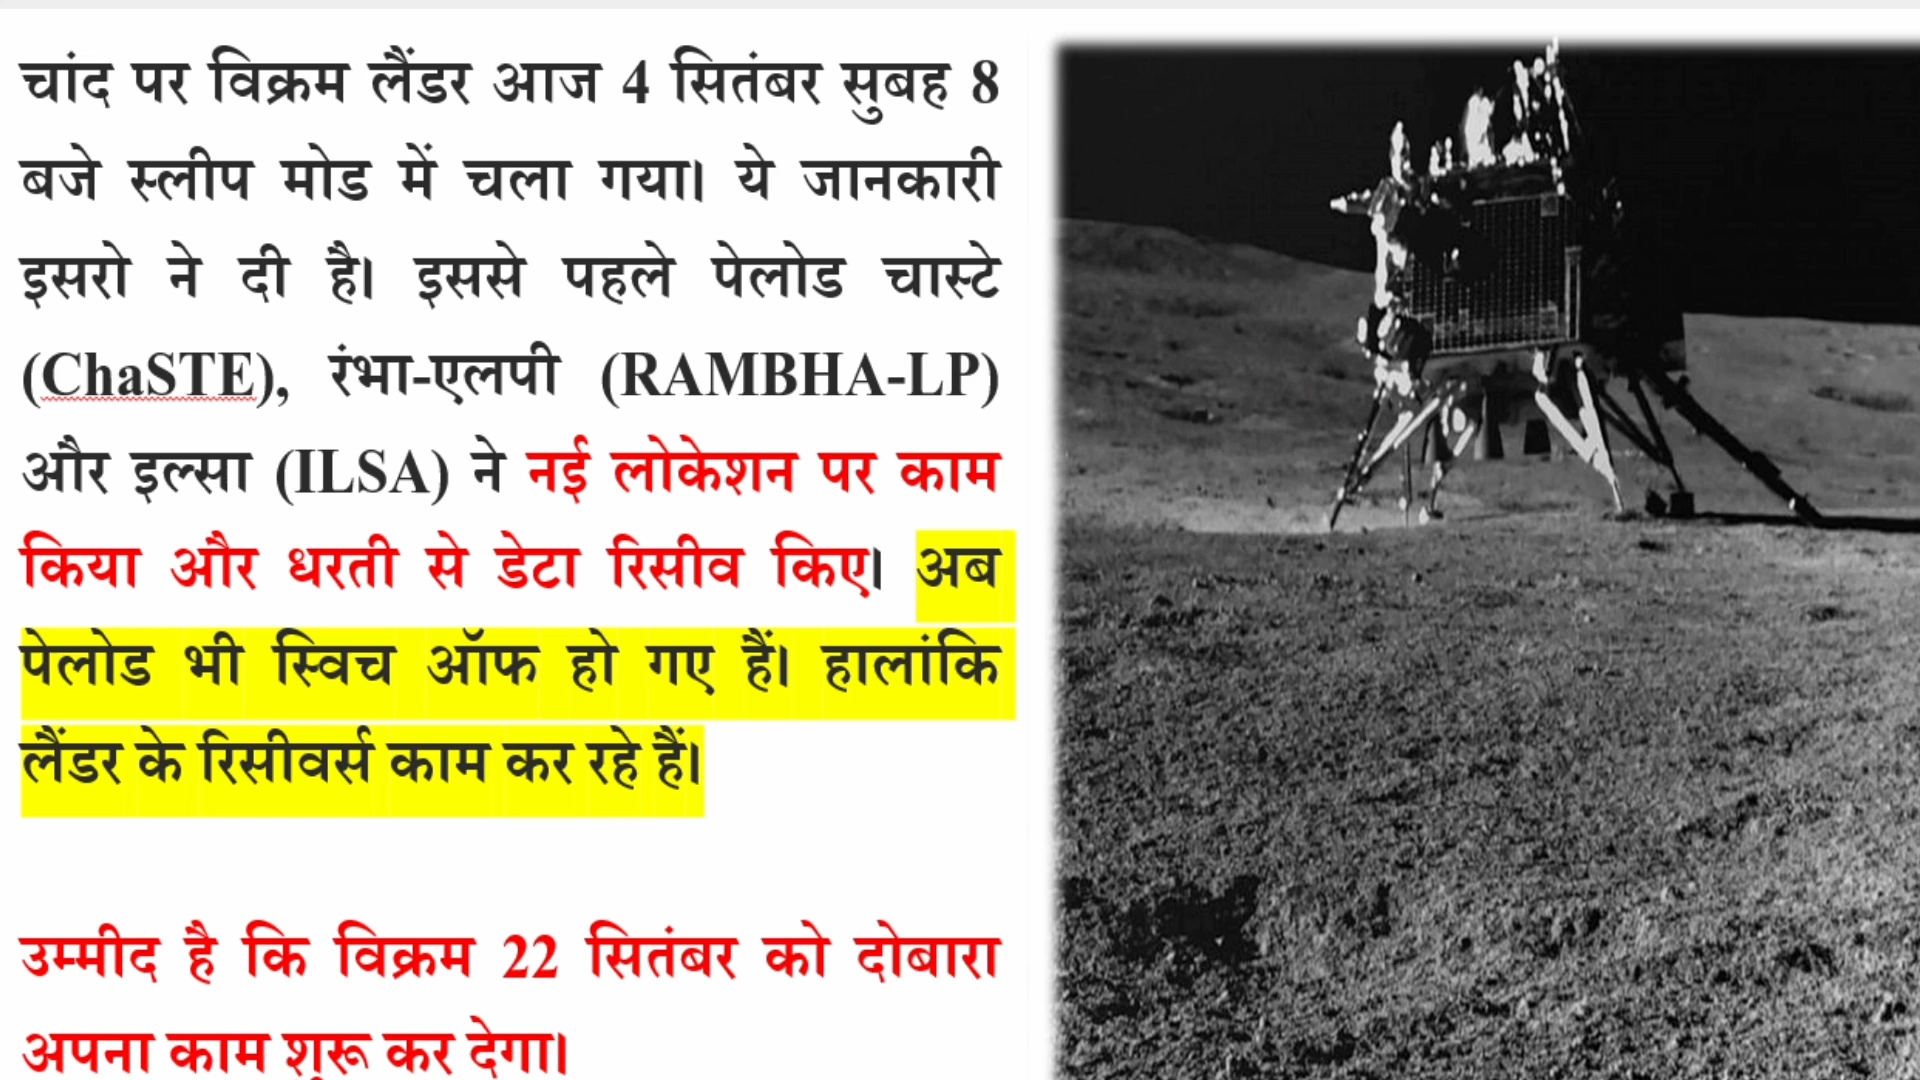 चांद पर विक्रम लैंडर आज 4 सितंबर सुबह 8
बजे स्लीप मोड में चला गया। ये जानकारी
इसरो ने दी है। इससे पहले पेलोड चास्टे
(ChaSTE), रंभा-एलपी (RAMBHA-LP)
और इल्सा (ILSA) ने नई लोकेशन पर काम
किया और धरती से डेटा रिसीव किए। अब
पेलोड भी स्विच ऑफ हो गए हैं। हालांकि
लैंडर के रिसीवर्स काम कर रहे हैं।
उम्मीद है कि विक्रम 22 सितंबर को दोबारा
अपना काम शुरू कर देगा।